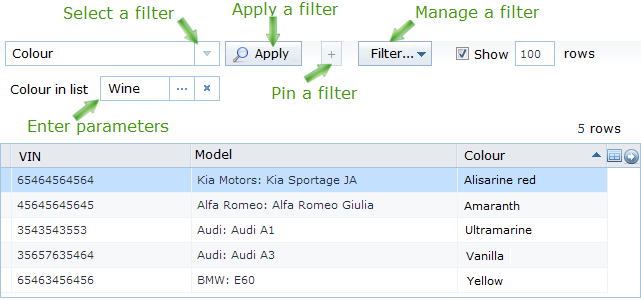 Select a filter Apply a filter Manage a filter
Colour Apply + Filter... Show 100 rows
Colour in list Wine ... × Pin a filter
Enter parameters
5 rows
VIN Model Colour
65464564564 Kia Motors: Kia Sportage JA Alisarine red
45645645645 Alfa Romeo: Alfa Romeo Giulia Amaranth
3543543553 Audi: Audi A1 Ultramarine
35657635464 Audi: Audi A3 Vanilla
65463456456 BMW: E60 Yellow